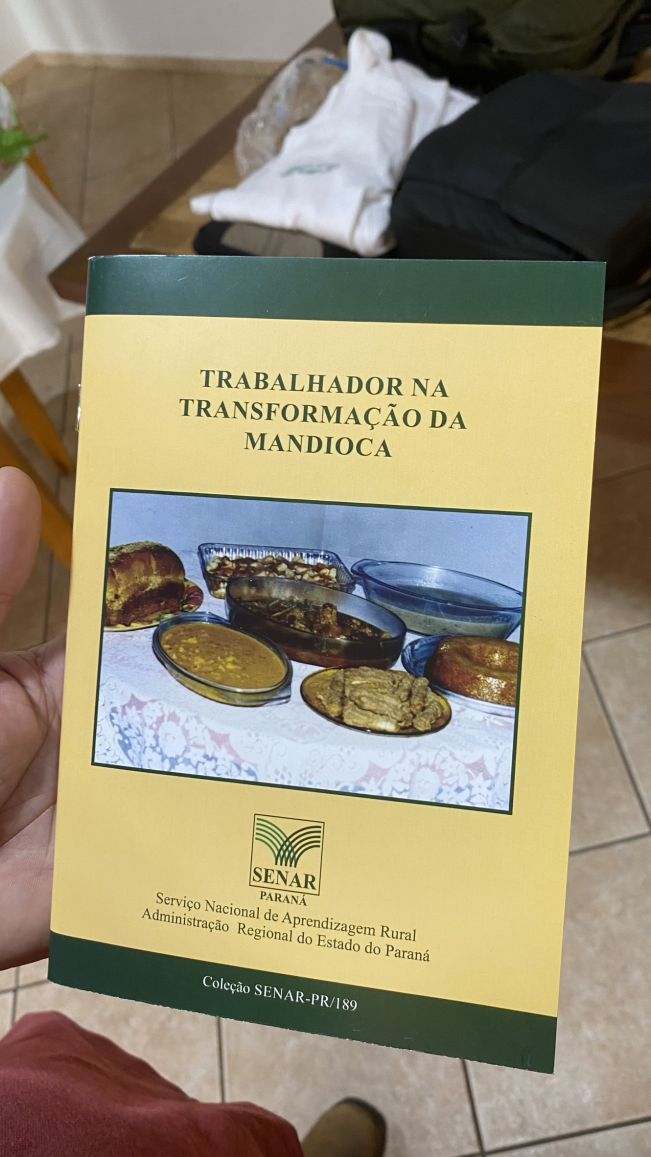 TRABALHADOR NA
TRANSFORMAÇÃO DA
MANDIOCA
SENAR
PARANÁ
Serviço Nacional de Aprendizagem Rural
Administração Regional do Estado do Paraná
Coleção SENAR-PR/189